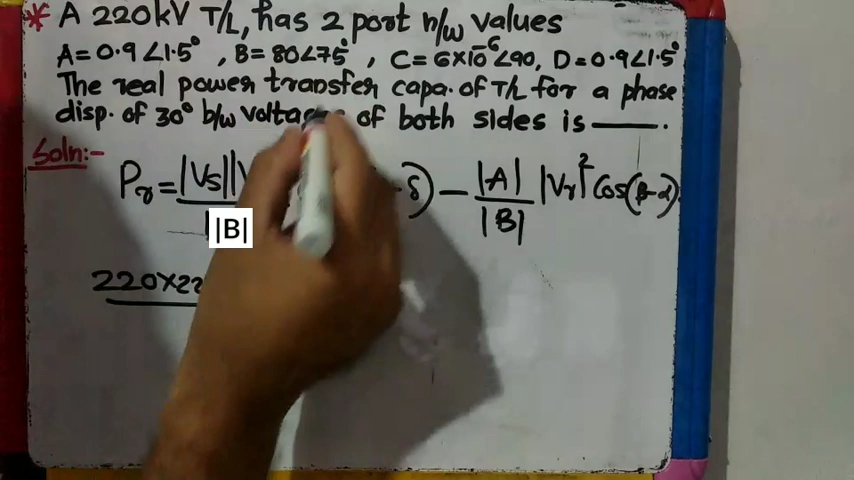 * A 220kV T/L, has 2 port n/w values
A=0.9∠1.5°, B=80∠75°, C=6×10⁻⁶∠90, D=0.9∠1.5°
The real power transfer capa. of T/L for a phase
disp. of 30° b/w of both sides is ———.
Soln:-
Pr = |Vs||V - δ) - |A|/|B| |Vr|² Cos(β-α)
|B|
220×22